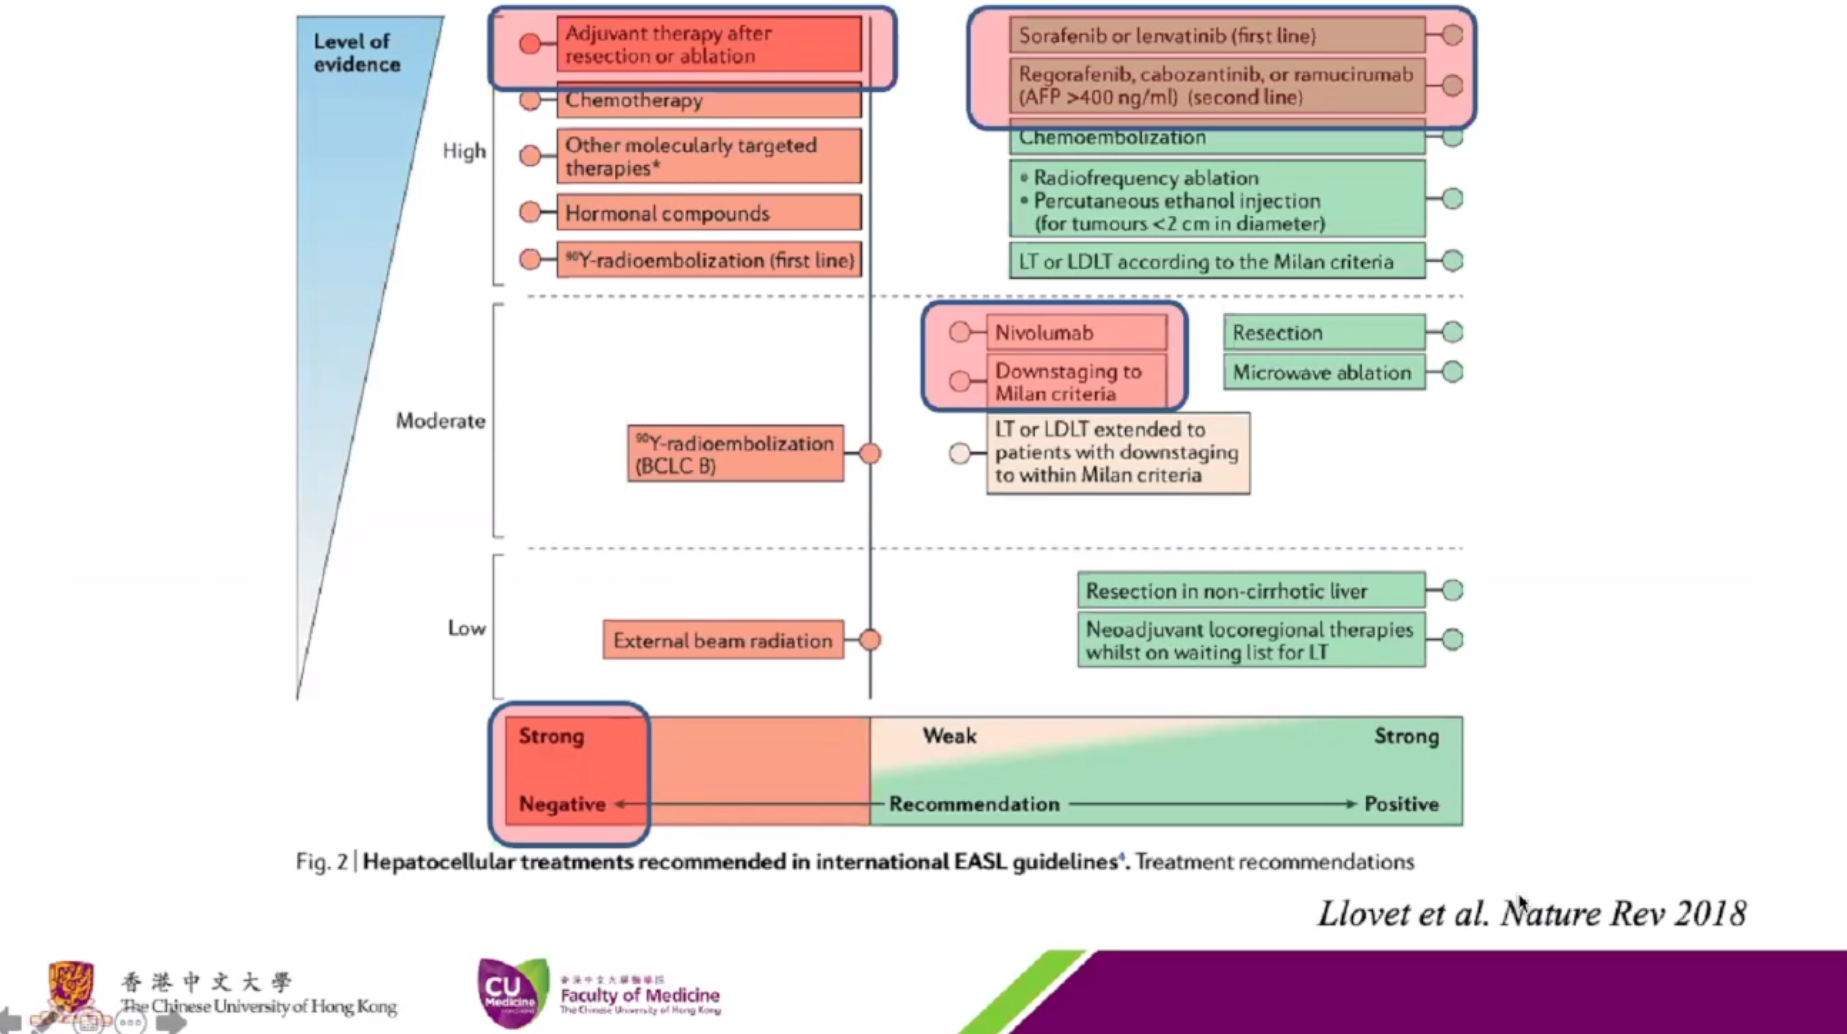 Level of
evidence
High
Adjuvant therapy after
resection or ablation
Chemotherapy
Other molecularly targeted
therapies*
Hormonal compounds
⁹⁰Y-radioembolization (first line)
Sorafenib or lenvatinib (first line)
Regorafenib, cabozantinib, or ramucirumab
(AFP >400 ng/ml) (second line)
Chemoembolization
• Radiofrequency ablation
• Percutaneous ethanol injection
(for tumours <2 cm in diameter)
LT or LDLT according to the Milan criteria
Moderate
⁹⁰Y-radioembolization
(BCLC B)
Nivolumab
Downstaging to
Milan criteria
LT or LDLT extended to
patients with downstaging
to within Milan criteria
Resection
Microwave ablation
Low
External beam radiation
Resection in non-cirrhotic liver
Neoadjuvant locoregional therapies
whilst on waiting list for LT
Strong
Weak
Strong
Negative
Recommendation
Positive
Fig. 2 | Hepatocellular treatments recommended in international EASL guidelines⁴. Treatment recommendations
Llovet et al. Nature Rev 2018
香港中文大學
The Chinese University of Hong Kong
CU
Medicine
香港中文大學醫學院
Faculty of Medicine
The Chinese University of Hong Kong